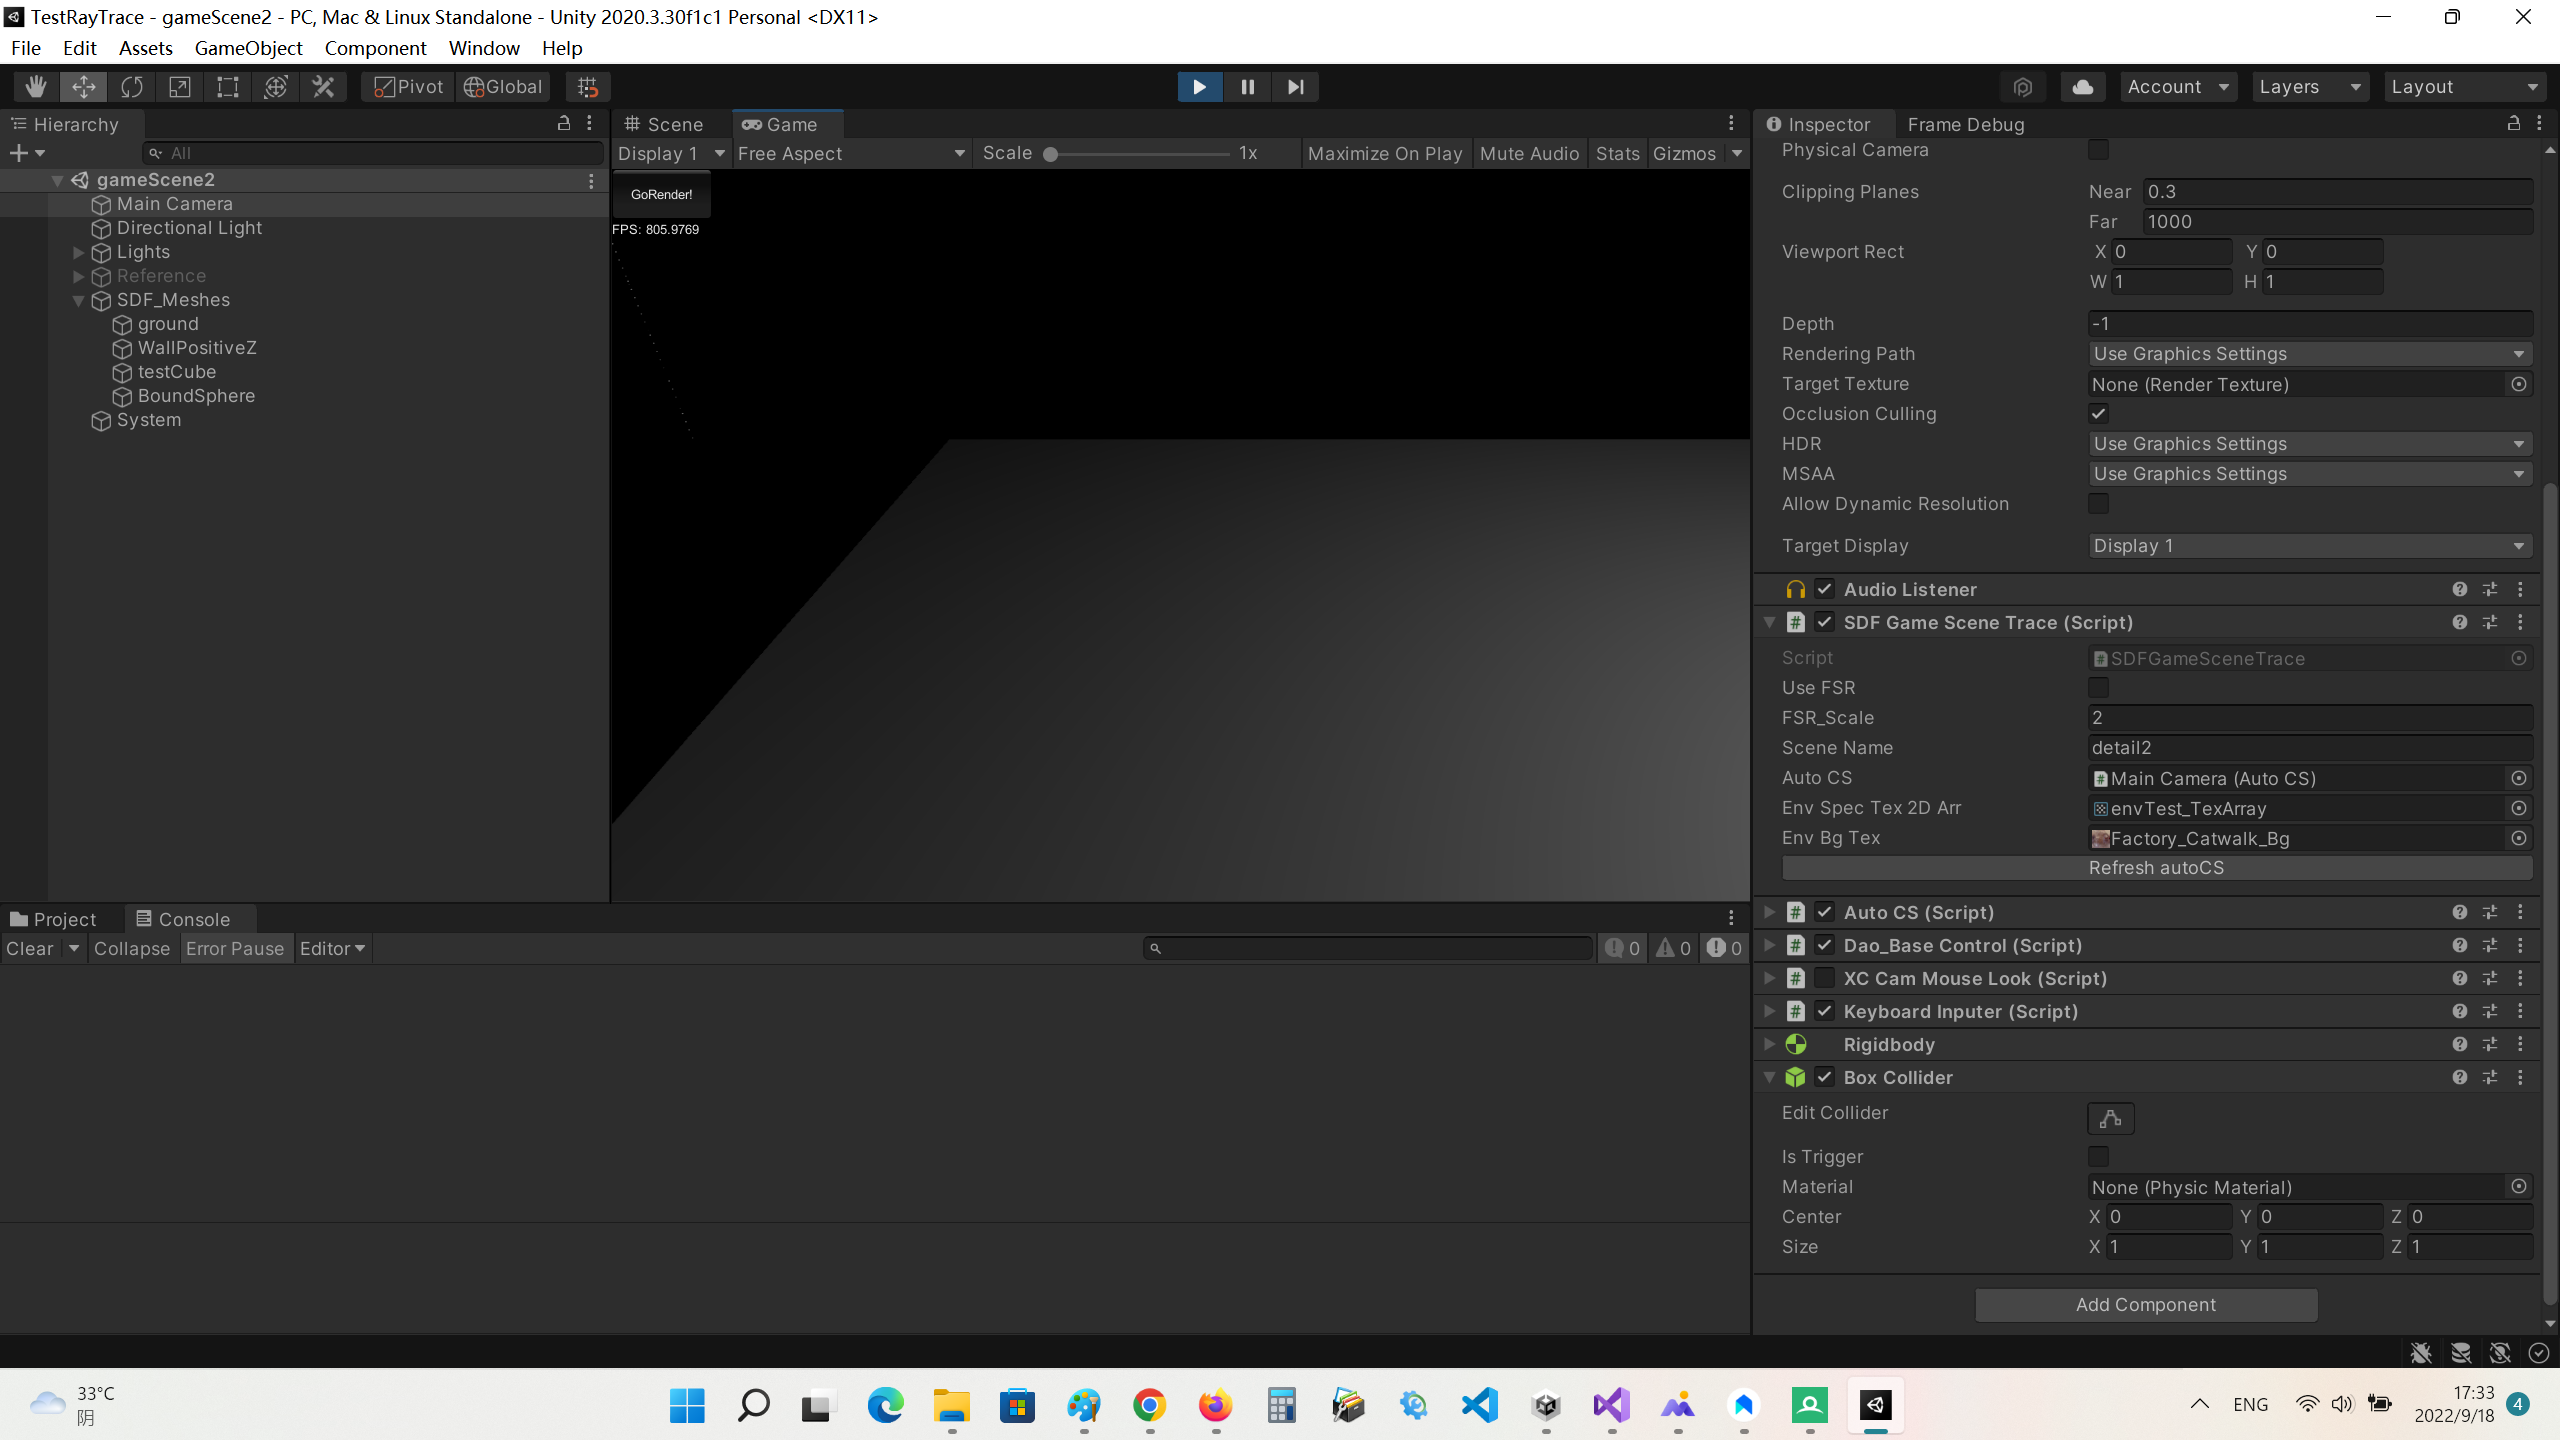 TestRayTrace - gameScene2 - PC, Mac & Linux Standalone - Unity 2020.3.30f1c1 Personal <DX11>
File Edit Assets GameObject Component Window Help
Pivot Global Account Layers Layout
Hierarchy
All
gameScene2
Main Camera
Directional Light
Lights
Reference
SDF_Meshes
ground
WallPositiveZ
testCube
BoundSphere
System
Scene Game
Display 1 Free Aspect Scale 1x Maximize On Play Mute Audio Stats Gizmos
GoRender!
FPS: 805.9769
Project Console
Clear Collapse Error Pause Editor 0 0 0
Inspector Frame Debug
Physical Camera
Clipping Planes Near 0.3
Far 1000
Viewport Rect X 0 Y 0
W 1 H 1
Depth -1
Rendering Path Use Graphics Settings
Target Texture None (Render Texture)
Occlusion Culling
HDR Use Graphics Settings
MSAA Use Graphics Settings
Allow Dynamic Resolution
Target Display Display 1
Audio Listener
SDF Game Scene Trace (Script)
Script SDFGameSceneTrace
Use FSR
FSR_Scale 2
Scene Name detail2
Auto CS Main Camera (Auto CS)
Env Spec Tex 2D Arr envTest_TexArray
Env Bg Tex Factory_Catwalk_Bg
Refresh autoCS
Auto CS (Script)
Dao_Base Control (Script)
XC Cam Mouse Look (Script)
Keyboard Inputer (Script)
Rigidbody
Box Collider
Edit Collider
Is Trigger
Material None (Physic Material)
Center X 0 Y 0 Z 0
Size X 1 Y 1 Z 1
Add Component
33°C
阴
ENG
17:33
2022/9/18
4